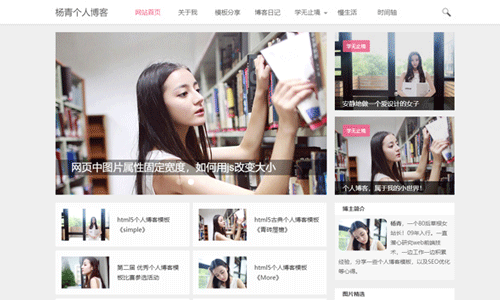 杨青个人博客
网站首页
关于我
模板分享
博客日记
学无止境
慢生活
时间轴
网页中图片属性固定宽度，如何用js改变大小
学无止境
安静地做一个爱设计的女子
学无止境
个人博客，属于我的小世界！
html5个人博客模板
《simple》
html5古典个人博客模板
《青砖墨香》
第二届 优秀个人博客模
板比赛参选活动
html5个人博客模板
《More》
博主简介
杨青，一个80后草根女
站长！09年入行。一直
潜心研究web前端技
术，一边工作一边积累
经验，分享一些个人博客模板，以及SEO优化
等心得。
图片精选